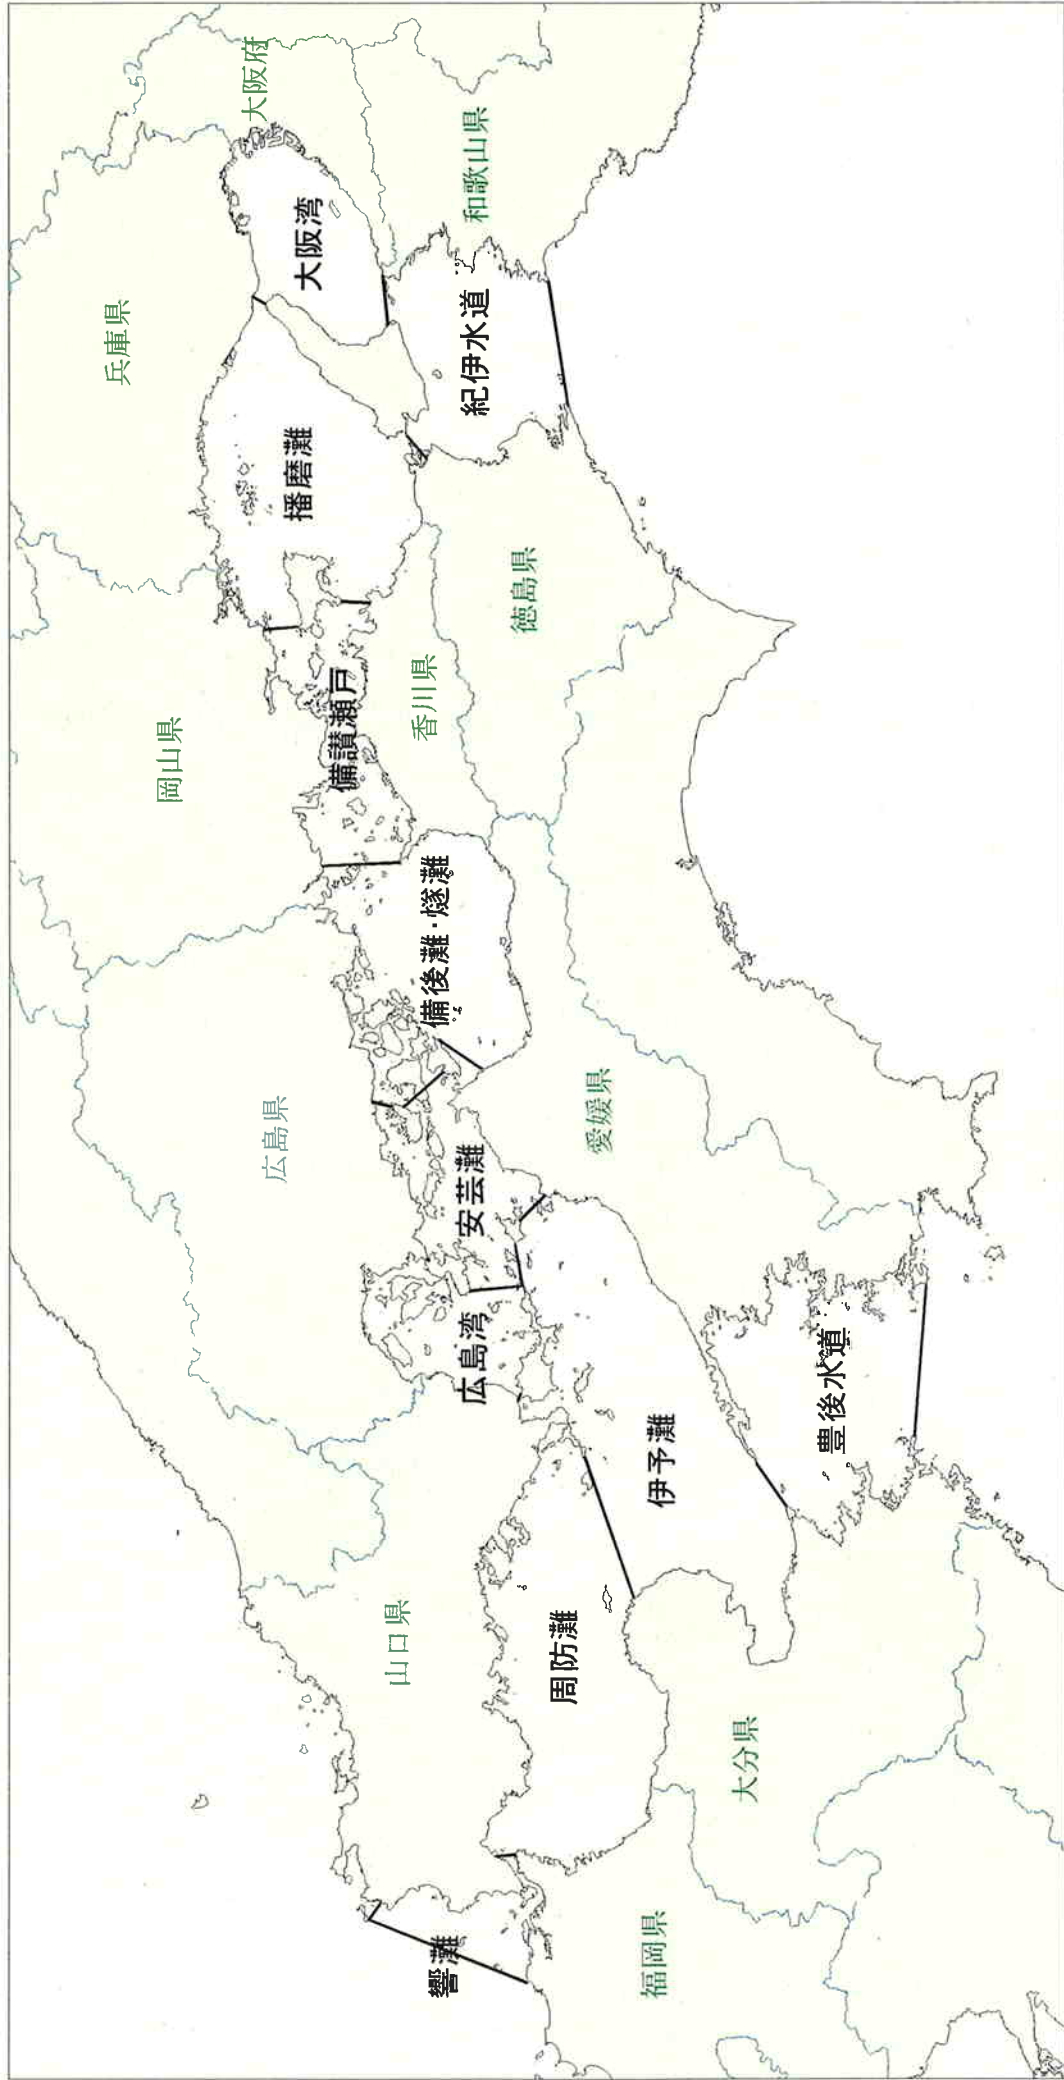 大阪府
兵庫県
大阪湾
和歌山県
紀伊水道
播磨灘
徳島県
岡山県
備讃瀬戸
香川県
備後灘・燧灘
広島県
愛媛県
安芸灘
広島湾
伊予灘
豊後水道
山口県
周防灘
大分県
響灘
福岡県